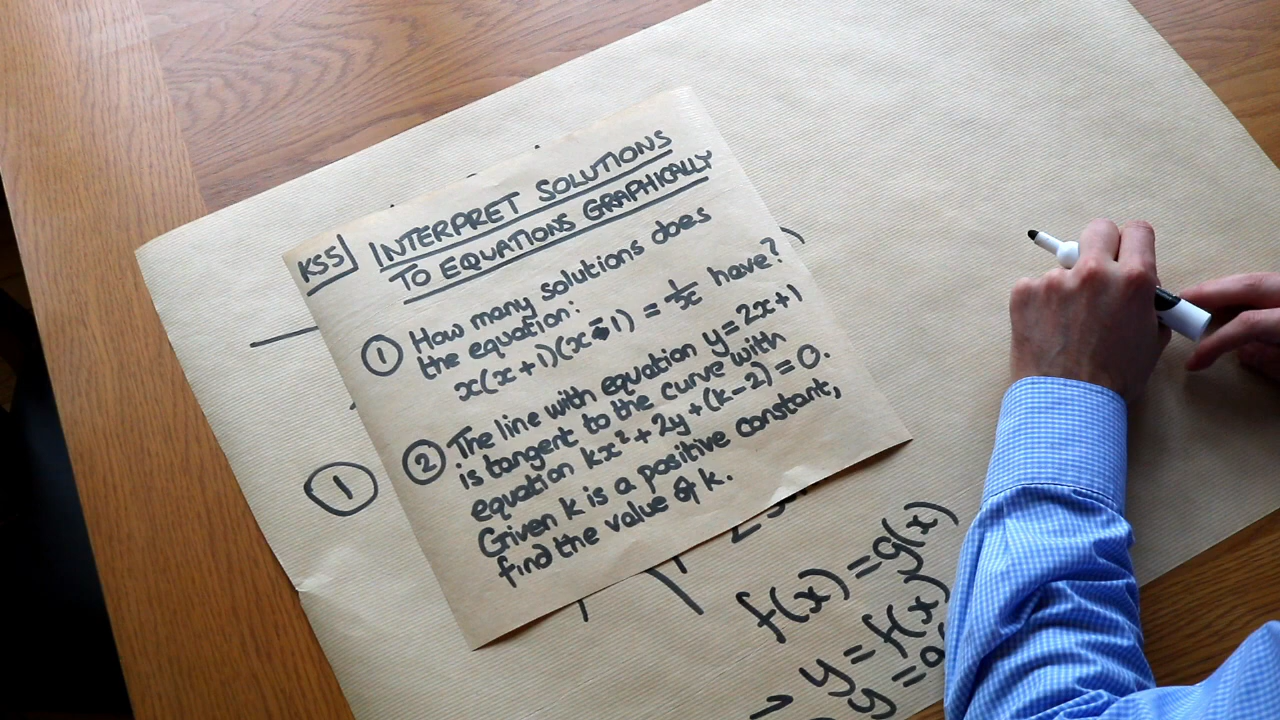 KS5 INTERPRET SOLUTIONS
TO EQUATIONS GRAPHICALLY
① How many solutions does
the equation:
x(x+1)(x-1) = 1/x have?
② The line with equation y=2x+1
is tangent to the curve with
equation kx²+2y+(k-2)=0.
Given k is a positive constant,
find the value of k.
①
f(x)=g(x)
y=f(x)
y=